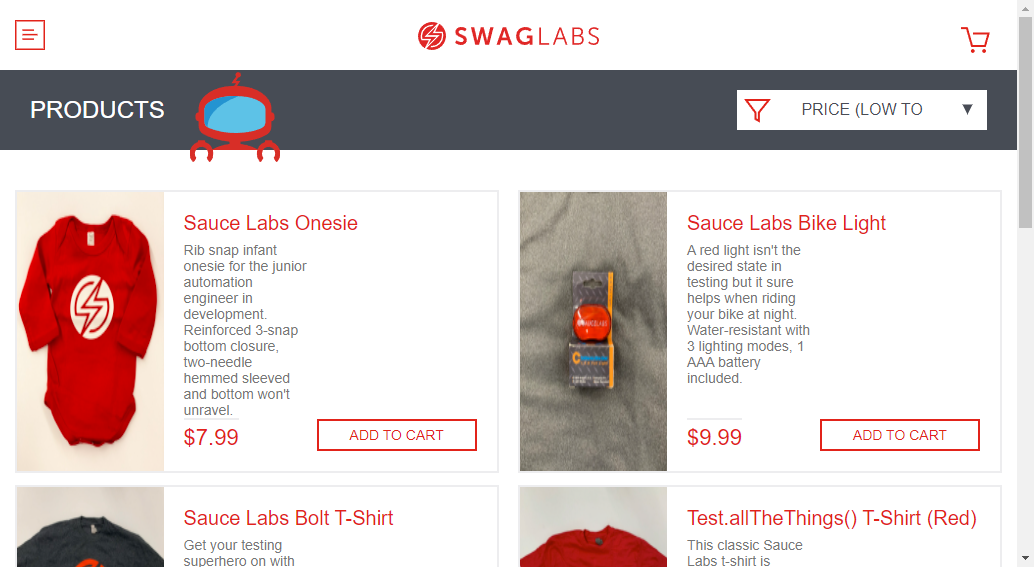 SWAGLABS
PRODUCTS
PRICE (LOW TO
Sauce Labs Onesie
Rib snap infant
onesie for the junior
automation
engineer in
development.
Reinforced 3-snap
bottom closure,
two-needle
hemmed sleeved
and bottom won't
unravel.
$7.99
ADD TO CART
Sauce Labs Bike Light
A red light isn't the
desired state in
testing but it sure
helps when riding
your bike at night.
Water-resistant with
3 lighting modes, 1
AAA battery
included.
$9.99
ADD TO CART
Sauce Labs Bolt T-Shirt
Get your testing
superhero on with
Test.allTheThings() T-Shirt (Red)
This classic Sauce
Labs t-shirt is